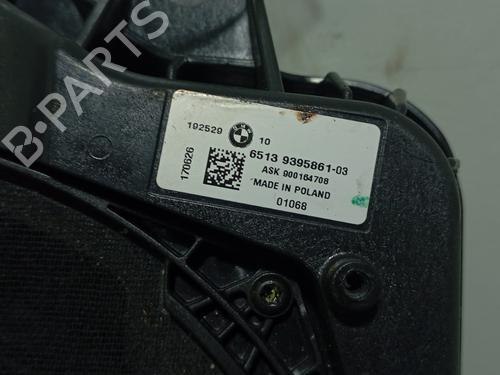 B-PARTS
192529
10
170626
6513 9395861-03
ASK 900164708
MADE IN POLAND
01068